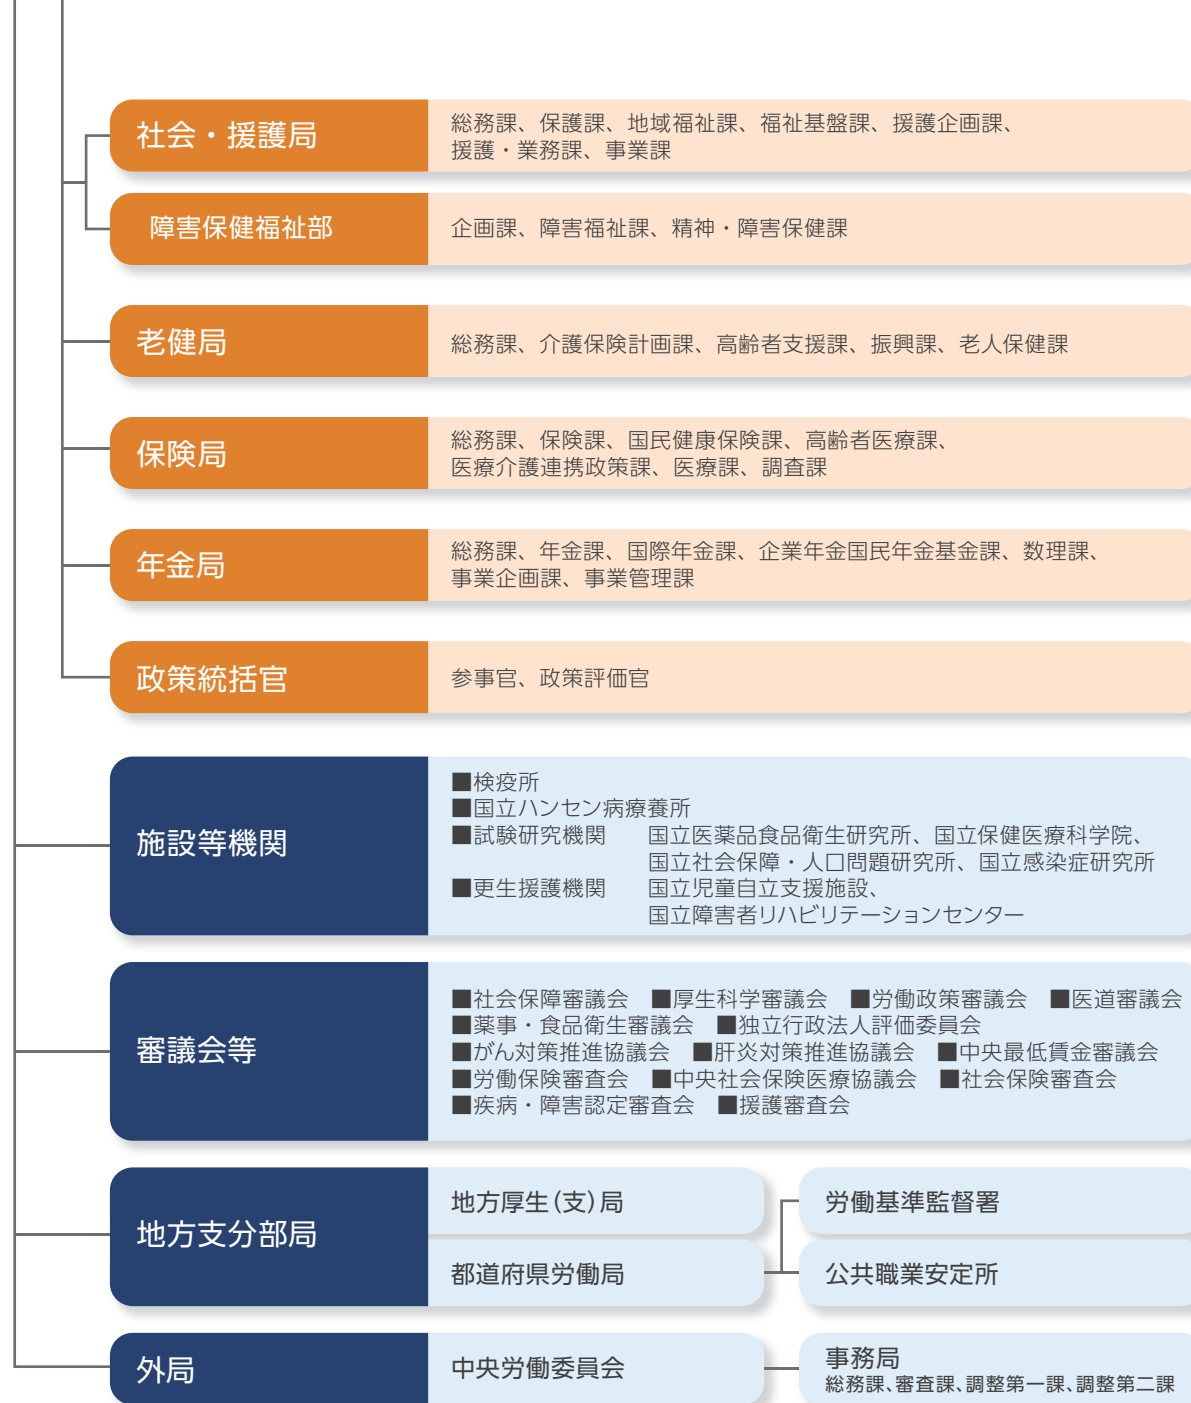 社会・援護局
総務課、保護課、地域福祉課、福祉基盤課、援護企画課、
援護・業務課、事業課
障害保健福祉部
企画課、障害福祉課、精神・障害保健課
老健局
総務課、介護保険計画課、高齢者支援課、振興課、老人保健課
保険局
総務課、保険課、国民健康保険課、高齢者医療課、
医療介護連携政策課、医療課、調査課
年金局
総務課、年金課、国際年金課、企業年金国民年金基金課、数理課、
事業企画課、事業管理課
政策統括官
参事官、政策評価官
施設等機関
■検疫所
■国立ハンセン病療養所
■試験研究機関　国立医薬品食品衛生研究所、国立保健医療科学院、
国立社会保障・人口問題研究所、国立感染症研究所
■更生援護機関　国立児童自立支援施設、
国立障害者リハビリテーションセンター
審議会等
■社会保障審議会　■厚生科学審議会　■労働政策審議会　■医道審議会
■薬事・食品衛生審議会　■独立行政法人評価委員会
■がん対策推進協議会　■肝炎対策推進協議会　■中央最低賃金審議会
■労働保険審査会　■中央社会保険医療協議会　■社会保険審査会
■疾病・障害認定審査会　■援護審査会
地方支分部局
地方厚生(支)局
労働基準監督署
都道府県労働局
公共職業安定所
外局
中央労働委員会
事務局
総務課、審査課、調整第一課、調整第二課